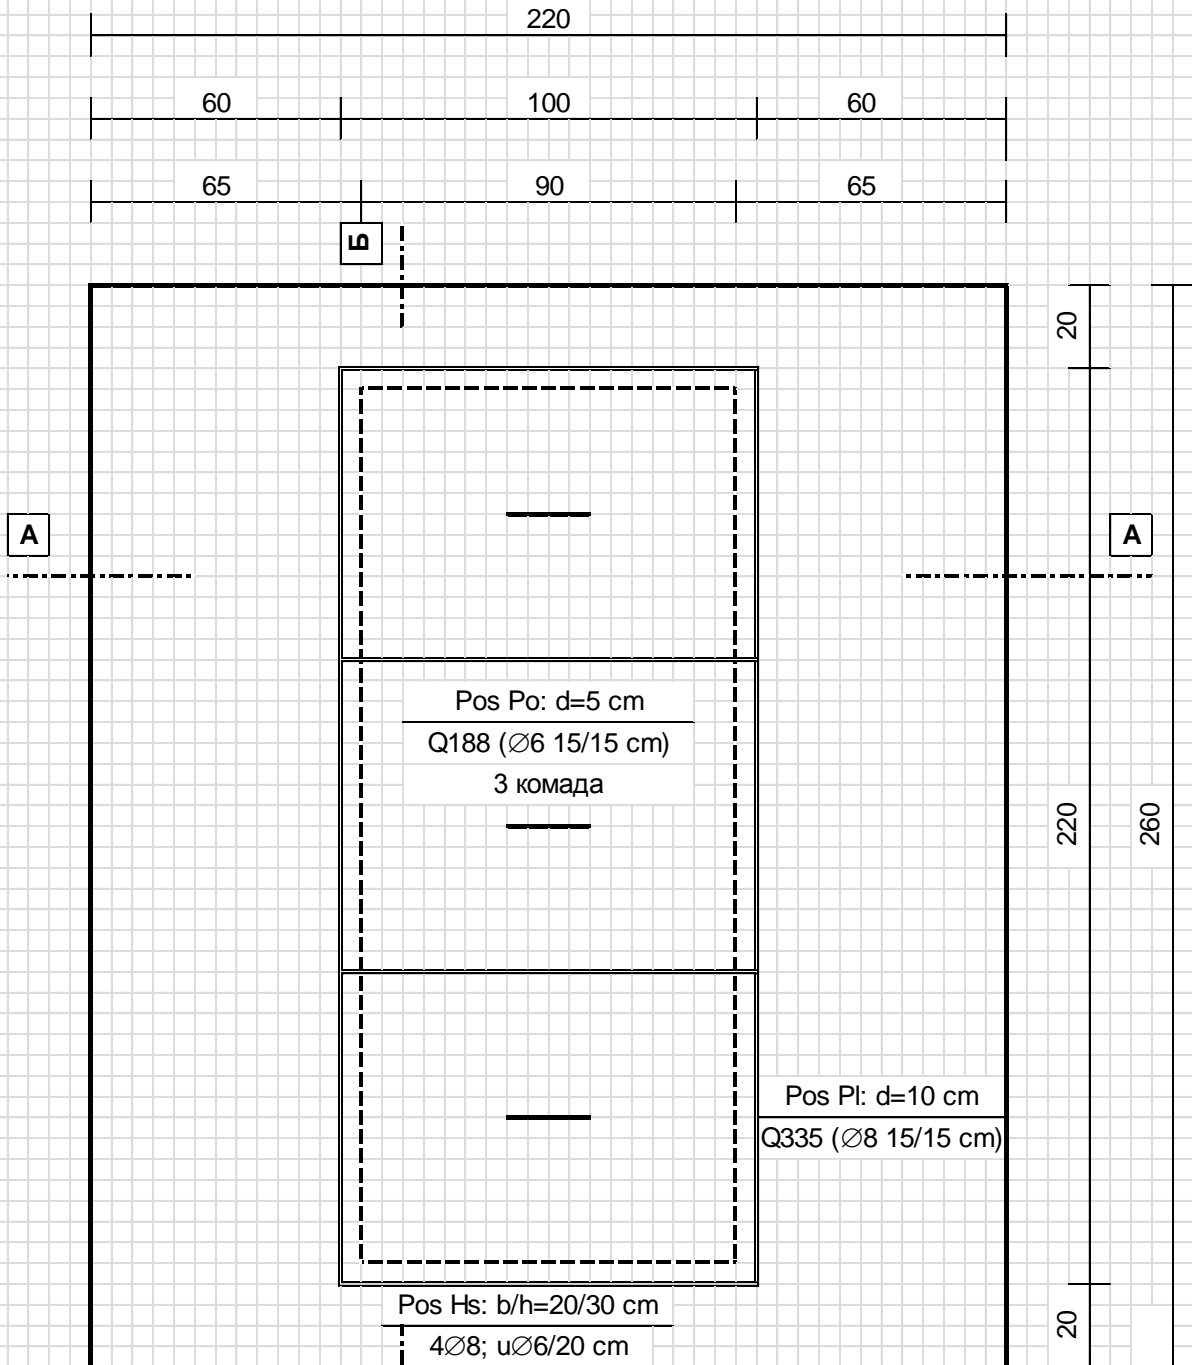 220
60 100 60
65 90 65
Б
20
А А
Pos Po: d=5 cm
Q188 (∅6 15/15 cm)
3 комада
220
260
Pos Pl: d=10 cm
Q335 (∅8 15/15 cm)
Pos Hs: b/h=20/30 cm
4∅8; u∅6/20 cm
20